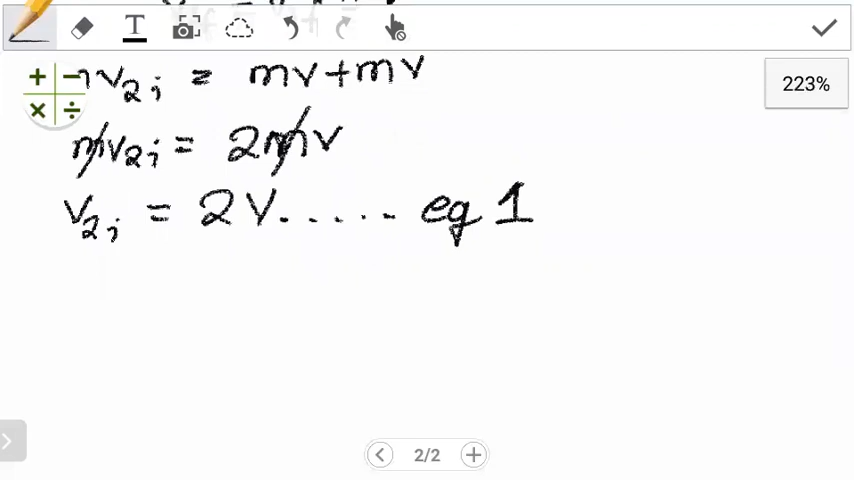 T
223%
mv2i = mv+mv
mv2i = 2mv
v2i = 2v..... eq 1
2/2